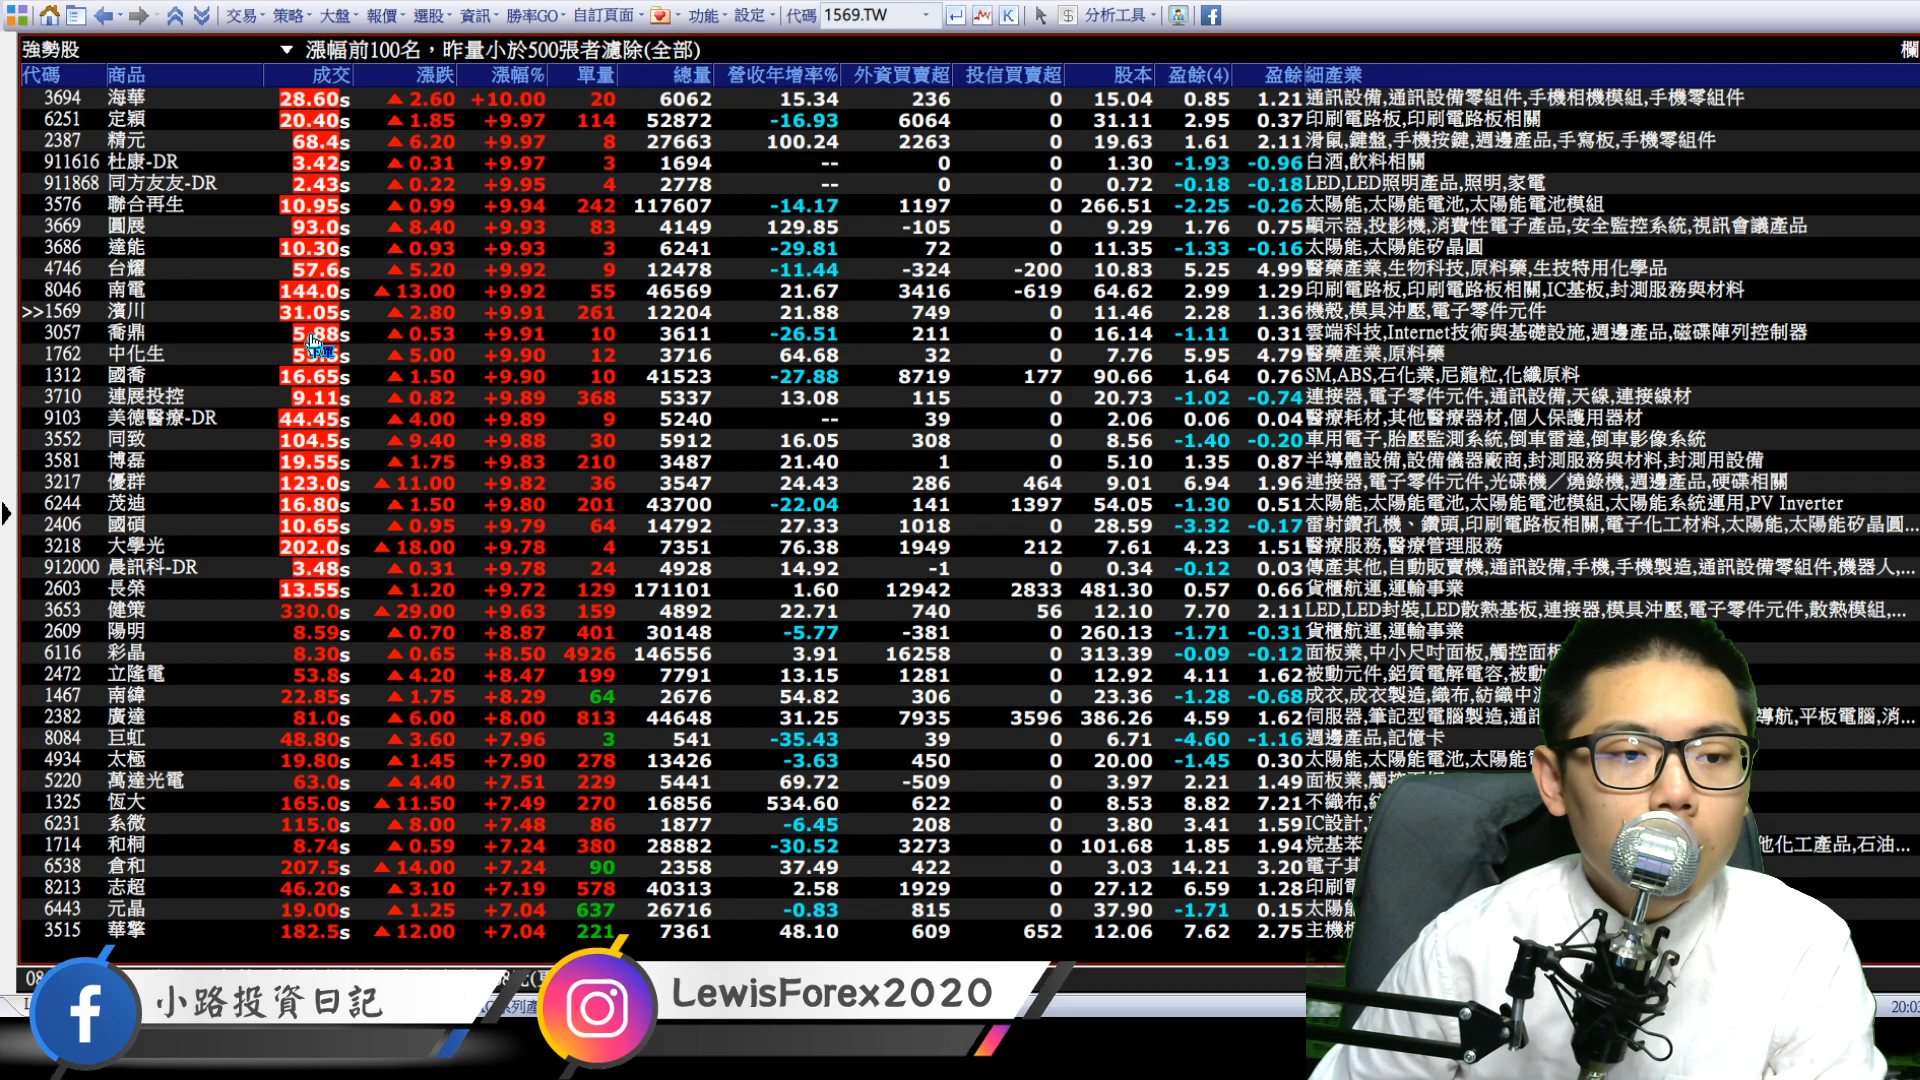 交易 策略 大盤 報價 選股 資訊 勝率GO 自訂頁面 功能 設定 代碼 1569.TW K $ 分析工具
強勢股 ▼ 漲幅前100名，昨量小於500張者濾除(全部) 欄
代碼 商品 成交 漲跌 漲幅% 單量 總量 營收年增率% 外資買賣超 投信買賣超 股本 盈餘(4) 盈餘 細產業
3694 海華 28.60s ▲ 2.60 +10.00 20 6062 15.34 236 0 15.04 0.85 1.21 通訊設備,通訊設備零組件,手機相機模組,手機零組件
6251 定穎 20.40s ▲ 1.85 +9.97 114 52872 -16.93 6064 0 31.11 2.95 0.37 印刷電路板,印刷電路板相關
2387 精元 68.4s ▲ 6.20 +9.97 8 27663 100.24 2263 0 19.63 1.61 2.11 滑鼠,鍵盤,手機按鍵,週邊產品,手寫板,手機零組件
911616 杜康-DR 3.42s ▲ 0.31 +9.97 3 1694 -- 0 0 1.30 -1.93 -0.96 白酒,飲料相關
911868 同方友友-DR 2.43s ▲ 0.22 +9.95 4 2778 -- 0 0 0.72 -0.18 -0.18 LED,LED照明產品,照明,家電
3576 聯合再生 10.95s ▲ 0.99 +9.94 242 117607 -14.17 1197 0 266.51 -2.25 -0.26 太陽能,太陽能電池,太陽能電池模組
3669 圓展 93.0s ▲ 8.40 +9.93 83 4149 129.85 -105 0 9.29 1.76 0.75 顯示器,投影機,消費性電子產品,安全監控系統,視訊會議產品
3686 達能 10.30s ▲ 0.93 +9.93 3 6241 -29.81 72 0 11.35 -1.33 -0.16 太陽能,太陽能矽晶圓
4746 台耀 57.6s ▲ 5.20 +9.92 9 12478 -11.44 -324 -200 10.83 5.25 4.99 醫藥產業,生物科技,原料藥,生技特用化學品
8046 南電 144.0s ▲ 13.00 +9.92 55 46569 21.67 3416 -619 64.62 2.99 1.29 印刷電路板,印刷電路板相關,IC基板,封測服務與材料
>>1569 濱川 31.05s ▲ 2.80 +9.91 261 12204 21.88 749 0 11.46 2.28 1.36 機殼,模具沖壓,電子零件元件
3057 喬鼎 5.88s ▲ 0.53 +9.91 10 3611 -26.51 211 0 16.14 -1.11 0.31 雲端科技,Internet技術與基礎設施,週邊產品,磁碟陣列控制器
1762 中化生 ▲ 5.00 +9.90 12 3716 64.68 32 0 7.76 5.95 4.79 醫藥產業,原料藥
1312 國喬 16.65s ▲ 1.50 +9.90 10 41523 -27.88 8719 177 90.66 1.64 0.76 SM,ABS,石化業,尼龍粒,化纖原料
3710 連展投控 9.11s ▲ 0.82 +9.89 368 5337 13.08 115 0 20.73 -1.02 -0.74 連接器,電子零件元件,通訊設備,天線,連接線材
9103 美德醫療-DR 44.45s ▲ 4.00 +9.89 9 5240 -- 39 0 2.06 0.06 0.04 醫療耗材,其他醫療器材,個人保護用器材
3552 同致 104.5s ▲ 9.40 +9.88 30 5912 16.05 308 0 8.56 -1.40 -0.20 車用電子,胎壓監測系統,倒車雷達,倒車影像系統
3581 博磊 19.55s ▲ 1.75 +9.83 210 3487 21.40 1 0 5.10 1.35 0.87 半導體設備,設備儀器廠商,封測服務與材料,封測用設備
3217 優群 123.0s ▲ 11.00 +9.82 36 3547 24.43 286 464 9.01 6.94 1.96 連接器,電子零件元件,光碟機／燒錄機,週邊產品,硬碟相關
6244 茂迪 16.80s ▲ 1.50 +9.80 201 43700 -22.04 141 1397 54.05 -1.30 0.51 太陽能,太陽能電池,太陽能電池模組,太陽能系統運用,PV Inverter
2406 國碩 10.65s ▲ 0.95 +9.79 64 14792 27.33 1018 0 28.59 -3.32 -0.17 雷射鑽孔機、鑽頭,印刷電路板相關,電子化工材料,太陽能,太陽能矽晶圓...
3218 大學光 202.0s ▲ 18.00 +9.78 4 7351 76.38 1949 212 7.61 4.23 1.51 醫療服務,醫療管理服務
912000 晨訊科-DR 3.48s ▲ 0.31 +9.78 24 4928 14.92 -1 0 0.34 -0.12 0.03 傳產其他,自動販賣機,通訊設備,手機,手機製造,通訊設備零組件,機器人,...
2603 長榮 13.55s ▲ 1.20 +9.72 129 171101 1.60 12942 2833 481.30 0.57 0.66 貨櫃航運,運輸事業
3653 健策 330.0s ▲ 29.00 +9.63 159 4892 22.71 740 56 12.10 7.70 2.11 LED,LED封裝,LED散熱基板,連接器,模具沖壓,電子零件元件,散熱模組,...
2609 陽明 8.59s ▲ 0.70 +8.87 401 30148 -5.77 -381 0 260.13 -1.71 -0.31 貨櫃航運,運輸事業
6116 彩晶 8.30s ▲ 0.65 +8.50 4926 146556 3.91 16258 0 313.39 -0.09 -0.12 面板業,中小尺吋面板,觸控面板
2472 立隆電 53.8s ▲ 4.20 +8.47 199 7791 13.15 1281 0 12.92 4.11 1.62 被動元件,鋁質電解電容,被動
1467 南緯 22.85s ▲ 1.75 +8.29 64 2676 54.82 306 0 23.36 -1.28 -0.68 成衣,成衣製造,織布,紡織中
2382 廣達 81.0s ▲ 6.00 +8.00 813 44648 31.25 7935 3596 386.26 4.59 1.62 伺服器,筆記型電腦製造,通訊 導航,平板電腦,消...
8084 巨虹 48.80s ▲ 3.60 +7.96 3 541 -35.43 39 0 6.71 -4.60 -1.16 週邊產品,記憶卡
4934 太極 19.80s ▲ 1.45 +7.90 278 13426 -3.63 450 0 20.00 -1.45 0.30 太陽能,太陽能電池,太陽能
5220 萬達光電 63.0s ▲ 4.40 +7.51 229 5441 69.72 -509 0 3.97 2.21 1.49 面板業,觸控
1325 恆大 165.0s ▲ 11.50 +7.49 270 16856 534.60 622 0 8.53 8.82 7.21 不織布,
6231 系微 115.0s ▲ 8.00 +7.48 86 1877 -6.45 208 0 3.80 3.41 1.59 IC設計,
1714 和桐 8.74s ▲ 0.59 +7.24 380 28882 -30.52 3273 0 101.68 1.85 1.94 烷基苯 他化工產品,石油...
6538 倉和 207.5s ▲ 14.00 +7.24 90 2358 37.49 422 0 3.03 14.21 3.20 電子其
8213 志超 46.20s ▲ 3.10 +7.19 578 40313 2.58 1929 0 27.12 6.59 1.28 印刷電
6443 元晶 19.00s ▲ 1.25 +7.04 637 26716 -0.83 815 0 37.90 -1.71 0.15 太陽能
3515 華擎 182.5s ▲ 12.00 +7.04 221 7361 48.10 609 652 12.06 7.62 2.75 主機板
小路投資日記
LewisForex2020